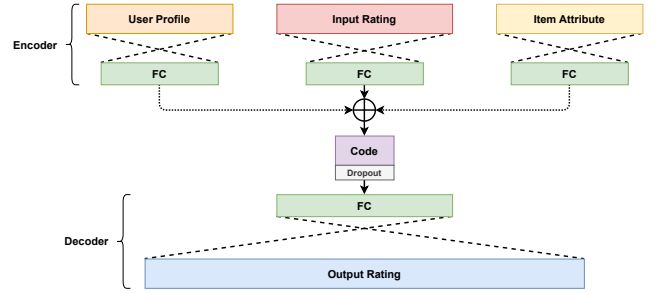 User Profile
Input Rating
Item Attribute
Encoder
FC
FC
FC
Code
Dropout
FC
Decoder
Output Rating